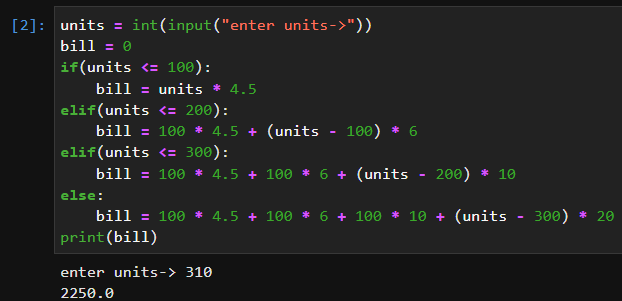 [2]: units = int(input("enter units->"))
bill = 0
if(units <= 100):
    bill = units * 4.5
elif(units <= 200):
    bill = 100 * 4.5 + (units - 100) * 6
elif(units <= 300):
    bill = 100 * 4.5 + 100 * 6 + (units - 200) * 10
else:
    bill = 100 * 4.5 + 100 * 6 + 100 * 10 + (units - 300) * 20
print(bill)
enter units-> 310
2250.0